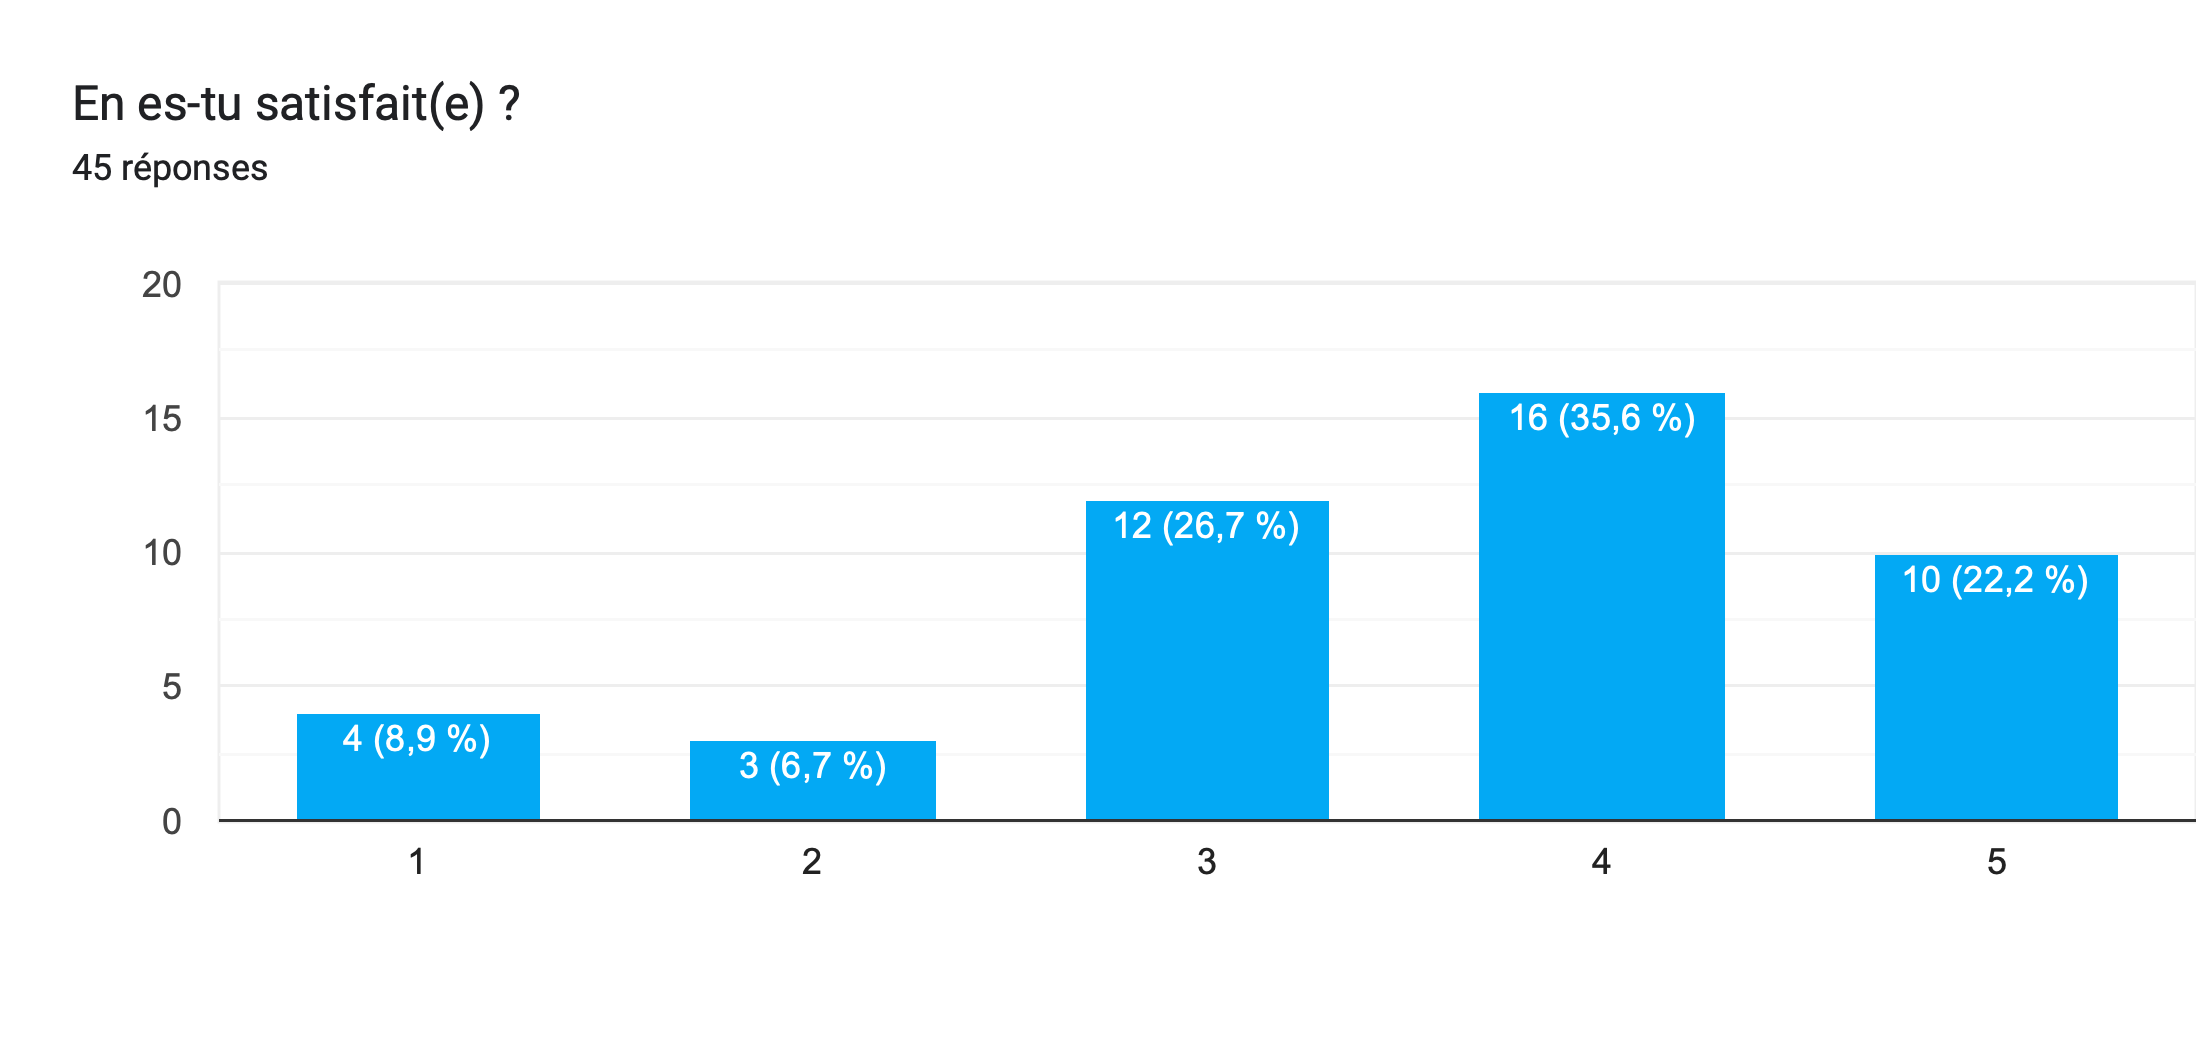 En es-tu satisfait(e) ?
45 réponses
20
15
10
5
0
4 (8,9 %)
3 (6,7 %)
12 (26,7 %)
16 (35,6 %)
10 (22,2 %)
1
2
3
4
5